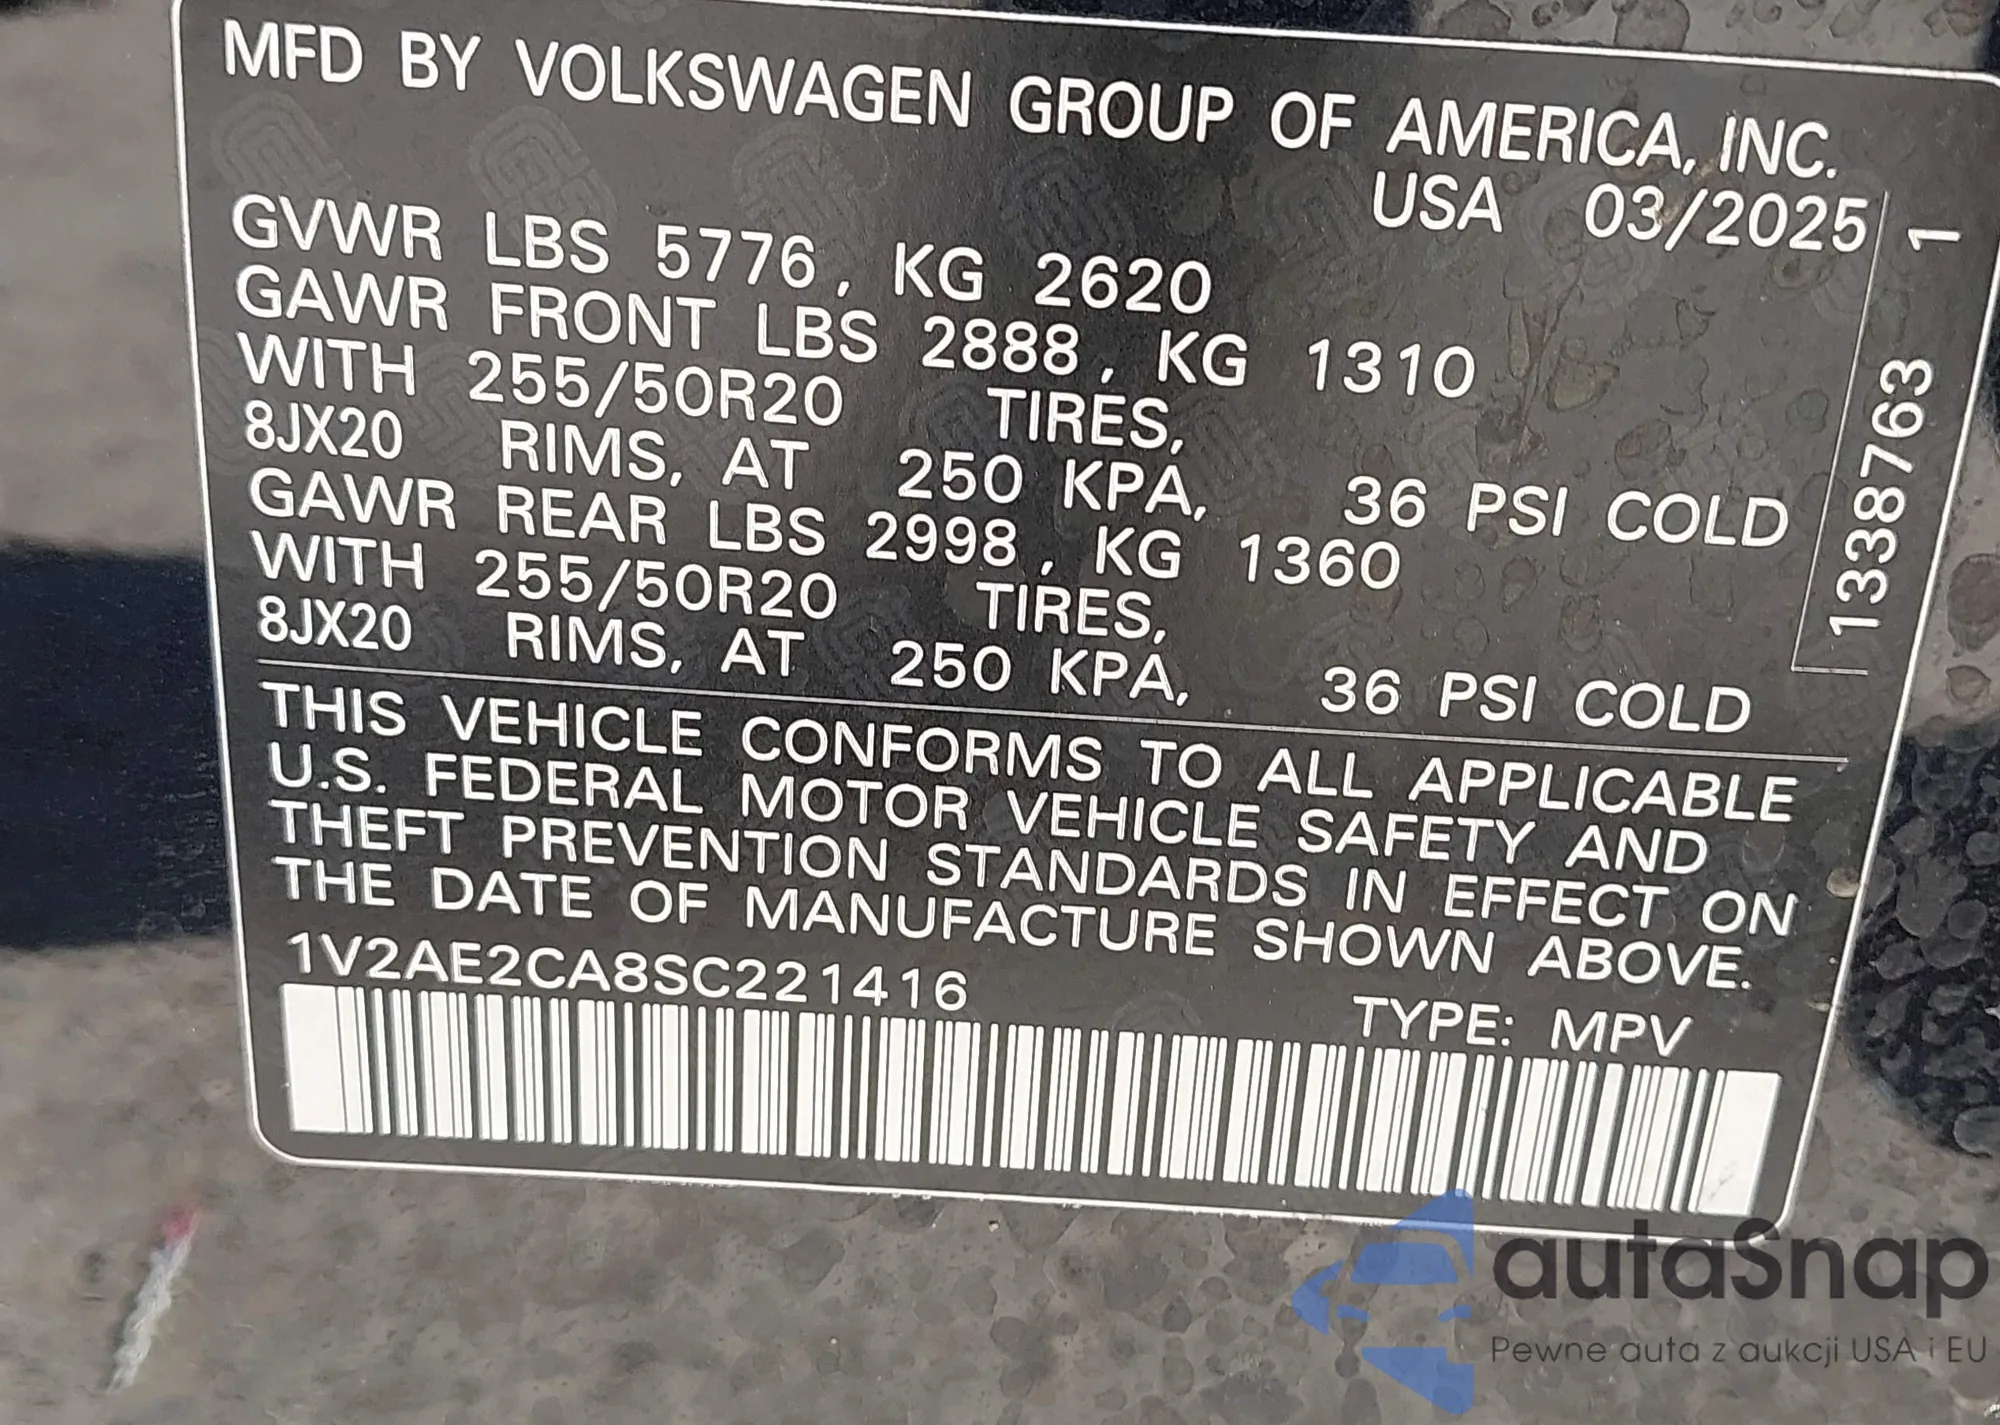 MFD BY VOLKSWAGEN GROUP OF AMERICA, INC.
USA 03/2025
GVWR LBS 5776, KG 2620
GAWR FRONT LBS 2888, KG 1310
WITH 255/50R20 TIRES,
8JX20 RIMS, AT 250 KPA, 36 PSI COLD
GAWR REAR LBS 2998, KG 1360
WITH 255/50R20 TIRES,
8JX20 RIMS, AT 250 KPA, 36 PSI COLD
1338763 1
THIS VEHICLE CONFORMS TO ALL APPLICABLE
U.S. FEDERAL MOTOR VEHICLE SAFETY AND
THEFT PREVENTION STANDARDS IN EFFECT ON
THE DATE OF MANUFACTURE SHOWN ABOVE.
1V2AE2CA8SC221416
TYPE: MPV
autaSnap
Pewne auta z aukcji USA i EU